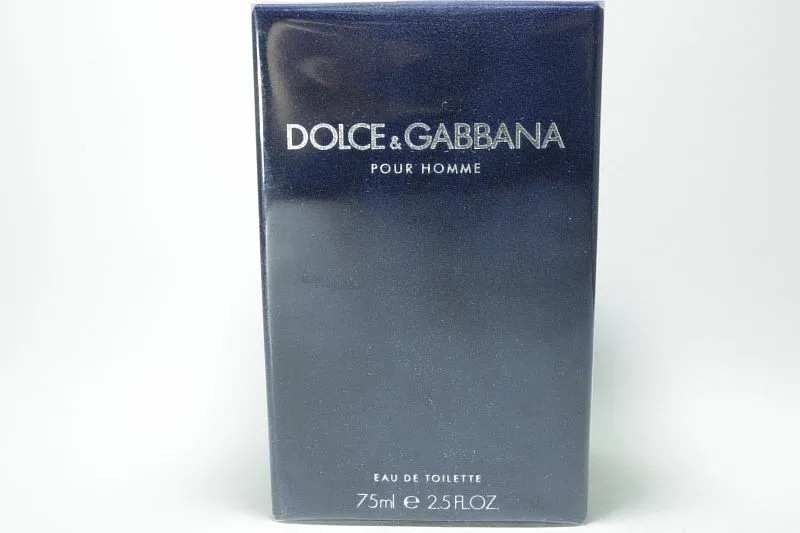 DOLCE & GABBANA
POUR HOMME
EAU DE TOILETTE
75ml ℮ 2.5 FL.OZ.